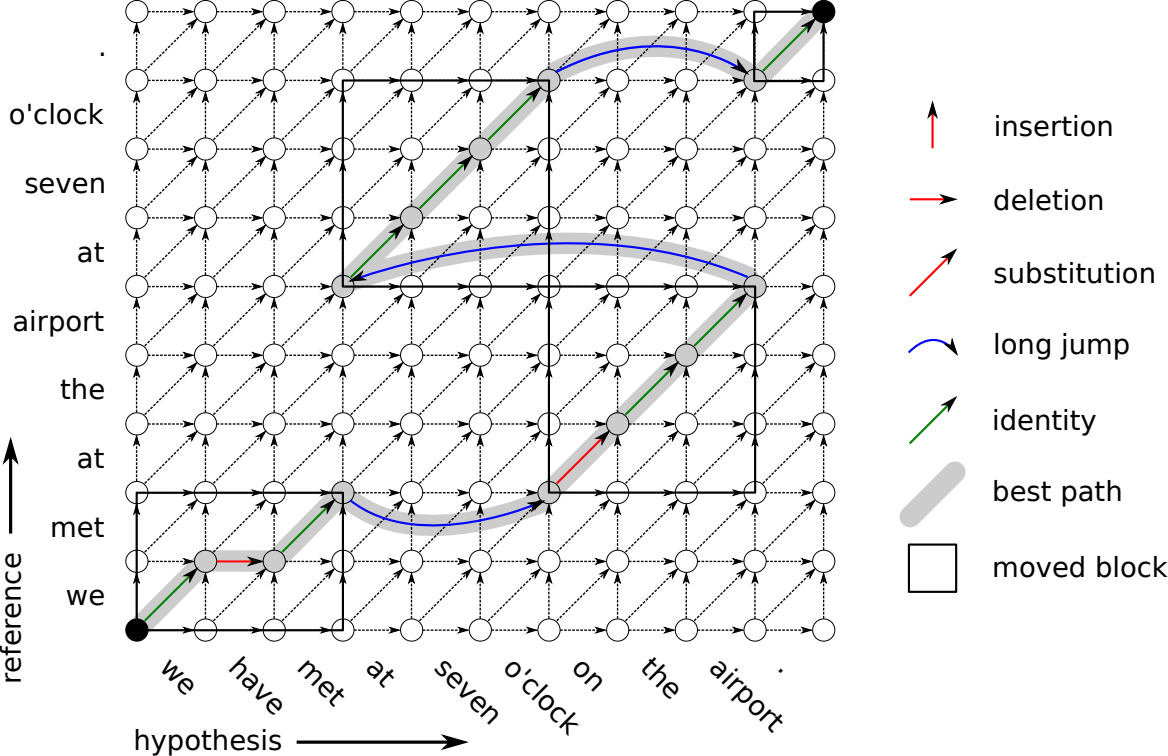 .
o'clock
seven
at
airport
the
at
met
we
reference
we
have
met
at
seven
o'clock
on
the
airport
.
hypothesis
insertion
deletion
substitution
long jump
identity
best path
moved block